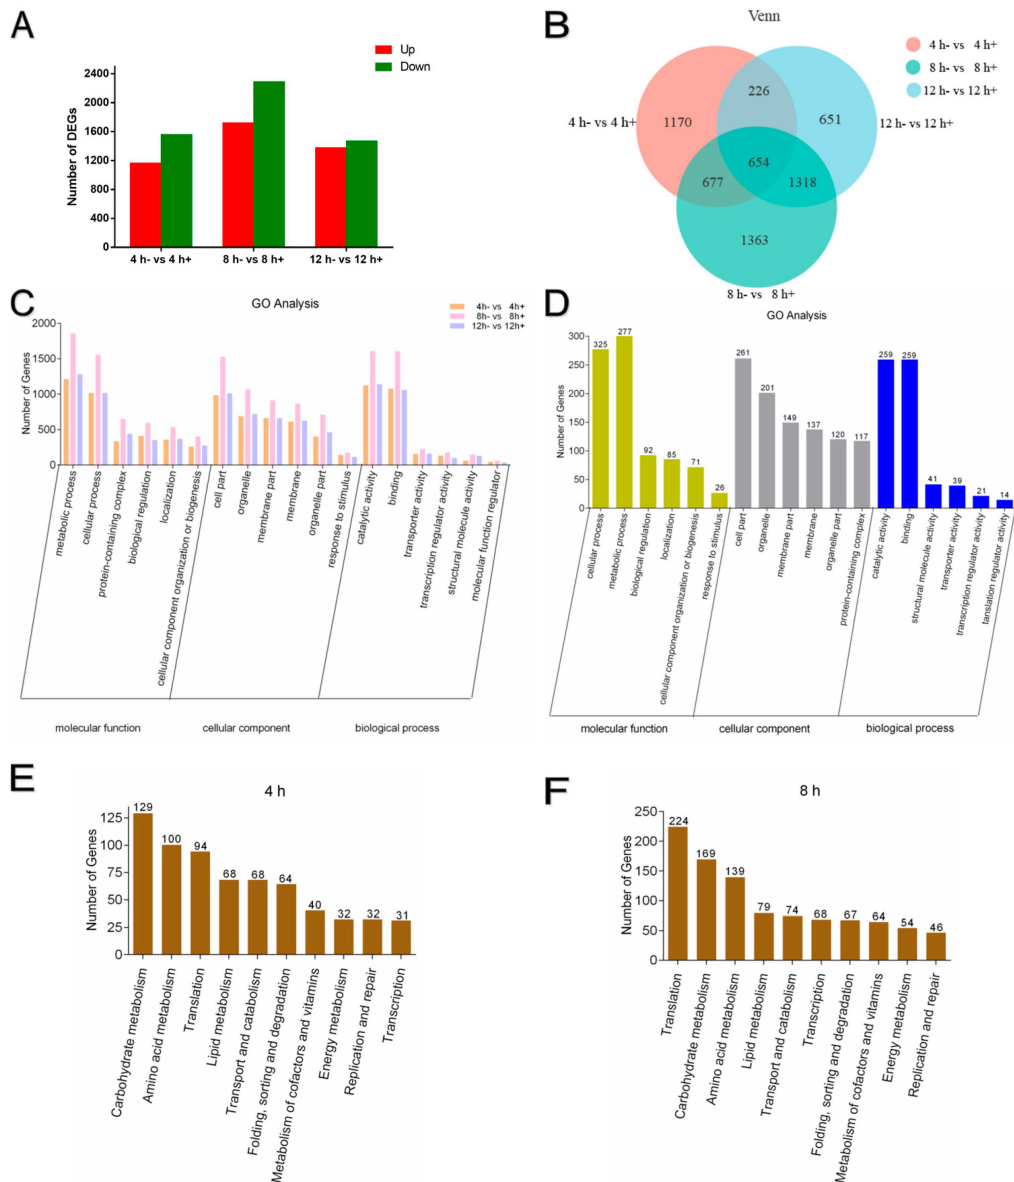 A
Up
Down
Number of DEGs
2400
2000
1600
1200
800
400
0
4 h- vs 4 h+
8 h- vs 8 h+
12 h- vs 12 h+
B
Venn
4 h- vs 4 h+
8 h- vs 8 h+
12 h- vs 12 h+
4 h- vs 4 h+
12 h- vs 12 h+
8 h- vs 8 h+
1170
226
651
654
677
1318
1363
C
GO Analysis
4h- vs 4h+
8h- vs 8h+
12h- vs 12h+
Number of Genes
2000
1500
1000
500
0
metabolic process
cellular process
protein-containing complex
biological regulation
localization
cellular component organization or biogenesis
cell part
organelle
membrane part
membrane
organelle part
response to stimulus
catalytic activity
binding
transporter activity
transcription regulator activity
structural molecule activity
molecular function regulator
molecular function
cellular component
biological process
D
GO Analysis
Number of Genes
300
250
200
150
100
50
0
325
277
92
85
71
26
261
201
149
137
120
117
259
259
41
39
21
14
cellular process
metabolic process
biological regulation
localization
cellular component organization or biogenesis
response to stimulus
cell part
organelle
membrane part
membrane
organelle part
protein-containing complex
catalytic activity
binding
structural molecule activity
transporter activity
transcription regulator activity
tanslation regulator activity
molecular function
cellular component
biological process
E
4 h
Number of Genes
125
100
75
50
25
0
129
100
94
68
68
64
40
32
32
31
Carbohydrate metabolism
Amino acid metabolism
Translation
Lipid metabolism
Transport and catabolism
Folding, sorting and degradation
Metabolism of cofactors and vitamins
Energy metabolism
Replication and repair
Transcription
F
8 h
Number of Genes
250
200
150
100
50
0
224
169
139
79
74
68
67
64
54
46
Translation
Carbohydrate metabolism
Amino acid metabolism
Lipid metabolism
Transport and catabolism
Transcription
Folding, sorting and degradation
Metabolism of cofactors and vitamins
Energy metabolism
Replication and repair